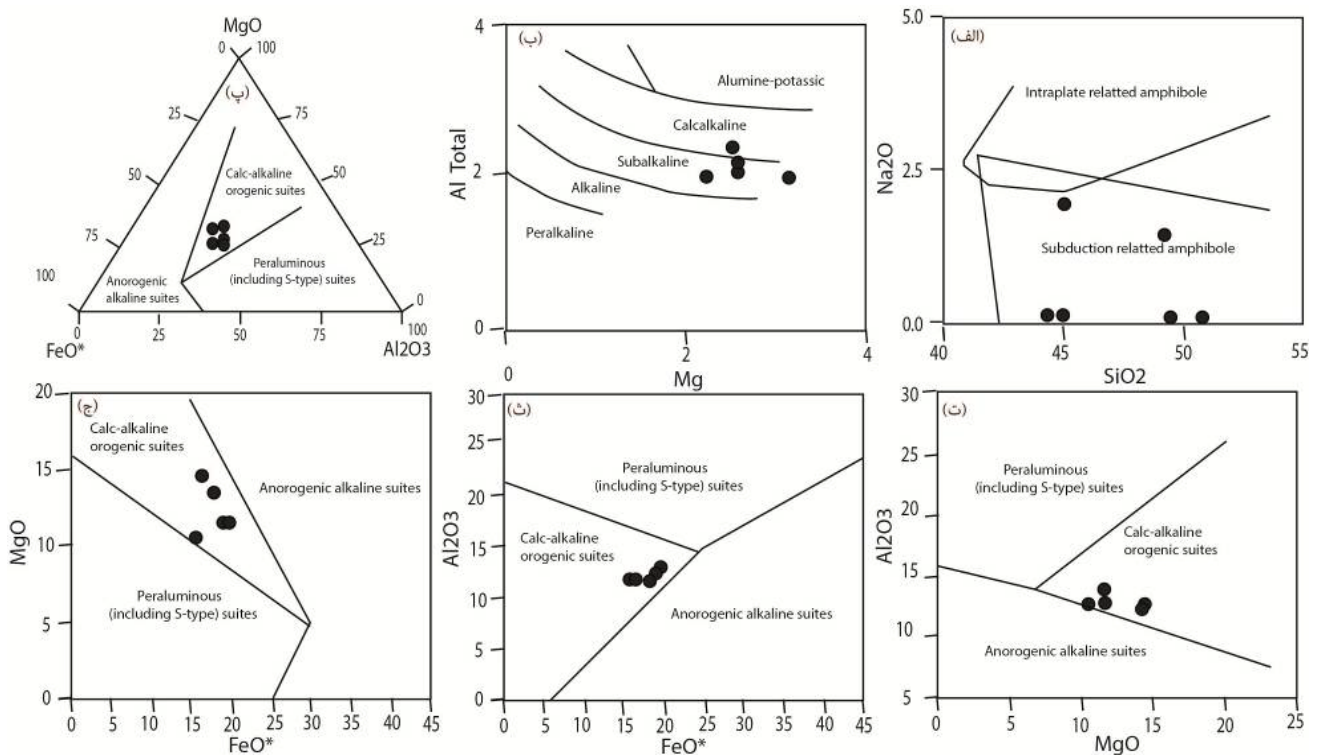 (الف)
5.0
2.5
0.0
Na2O
Intraplate relatted amphibole
Subduction relatted amphibole
40
45
50
55
SiO2
(ب)
4
2
0
Al Total
Alumine-potassic
Calcalkaline
Subalkaline
Alkaline
Peralkaline
0
2
4
Mg
(پ)
MgO
0
100
25
75
50
50
75
25
100
0
Calc-alkaline
orogenic suites
Peraluminous
(including S-type) suites
Anorogenic
alkaline suites
0
25
50
75
100
FeO*
Al2O3
(ت)
30
25
20
15
10
5
Al2O3
Peraluminous
(including S-type) suites
Calc-alkaline
orogenic suites
Anorogenic alkaline suites
0
5
10
15
20
25
MgO
(ث)
30
25
20
15
10
5
0
Al2O3
Peraluminous
(including S-type) suites
Calc-alkaline
orogenic suites
Anorogenic alkaline suites
0
5
10
15
20
25
30
35
45
FeO*
(ج)
20
15
10
5
0
MgO
Calc-alkaline
orogenic suites
Anorogenic alkaline suites
Peraluminous
(including S-type) suites
0
5
10
15
20
25
30
35
45
FeO*